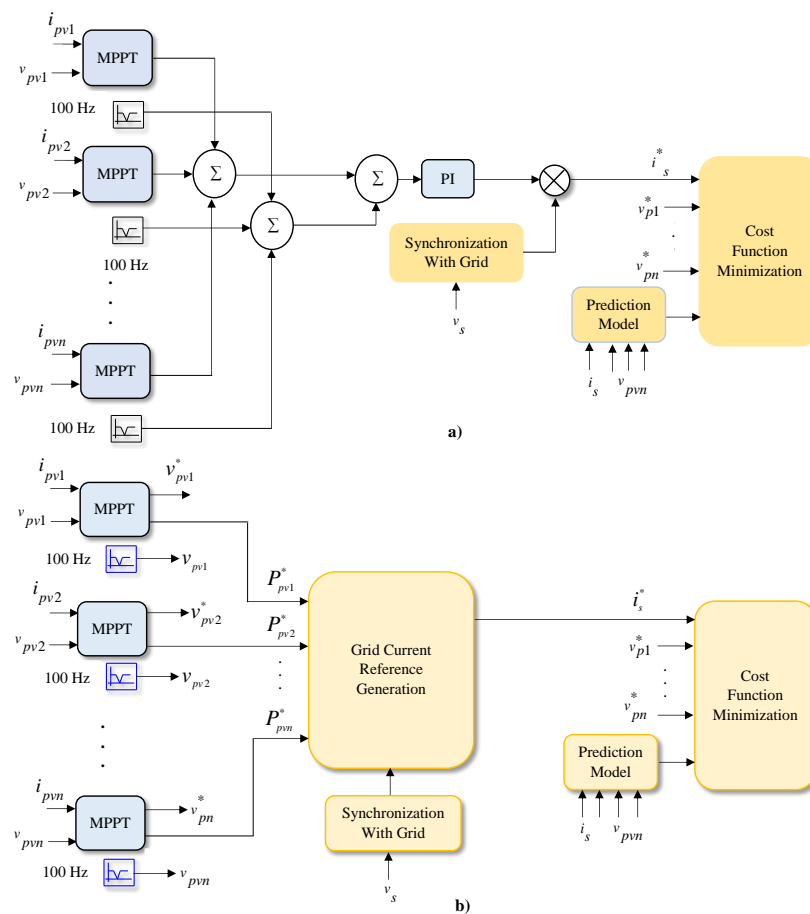 i_pv1
MPPT
v_pv1
100 Hz
i_pv2
MPPT
v_pv2
Σ
Σ
PI
i*_s
v*_p1
.
.
v*_pn
Cost
Function
Minimization
Σ
100 Hz
Synchronization
With Grid
v_s
Prediction
Model
i_s
v_pvn
.
.
.
i_pvn
MPPT
v_pvn
100 Hz
a)
i_pv1
v*_pv1
MPPT
v_pv1
100 Hz
v_pv1
P*_pv1
i_pv2
MPPT
v*_pv2
v_pv2
P*_pv2
100 Hz
v_pv2
.
.
.
P*_pvn
Grid Current
Reference
Generation
i*_s
v*_p1
.
.
.
v*_pn
Cost
Function
Minimization
Prediction
Model
i_s
v_pvn
.
.
.
i_pvn
MPPT
v*_pn
v_pvn
100 Hz
v_pvn
Synchronization
With Grid
v_s
b)